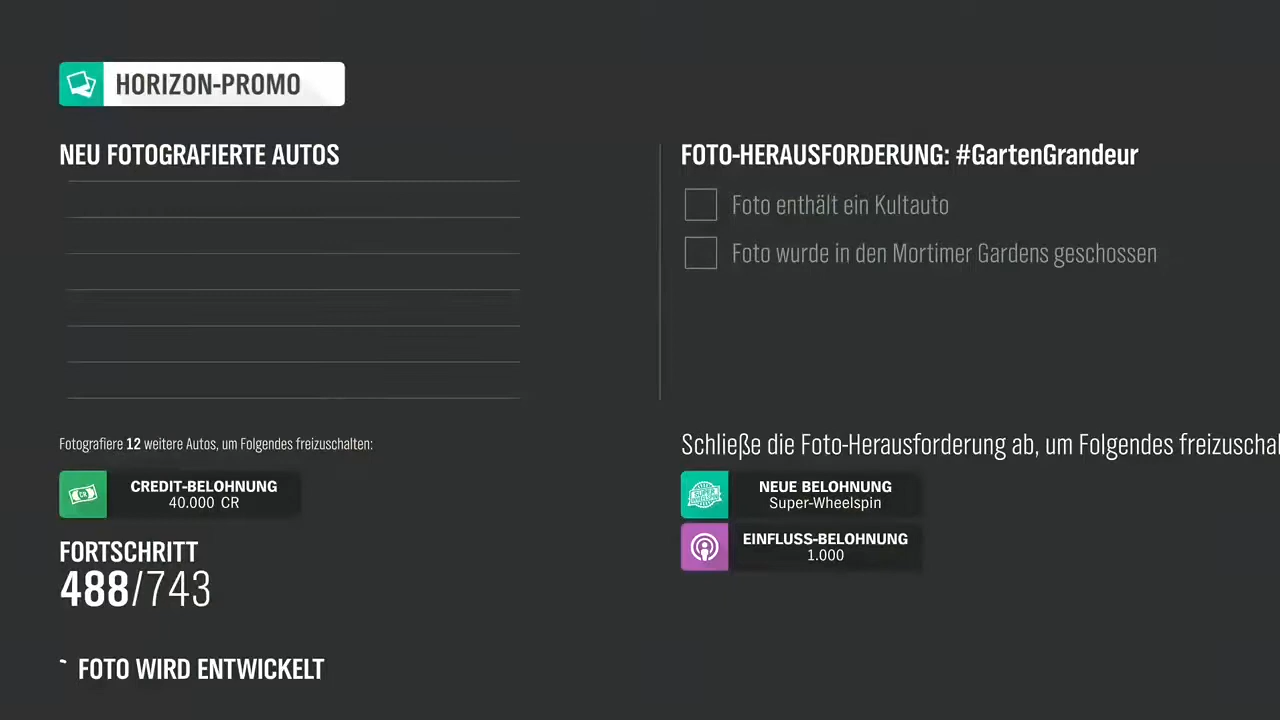 HORIZON-PROMO
NEU FOTOGRAFIERTE AUTOS
Fotografiere 12 weitere Autos, um Folgendes freizuschalten:
CR
CREDIT-BELOHNUNG
40.000 CR
FORTSCHRITT
488/743
FOTO WIRD ENTWICKELT
FOTO-HERAUSFORDERUNG: #GartenGrandeur
Foto enthält ein Kultauto
Foto wurde in den Mortimer Gardens geschossen
Schließe die Foto-Herausforderung ab, um Folgendes freizuschal
SUPER
NEUE BELOHNUNG
Super-Wheelspin
EINFLUSS-BELOHNUNG
1.000